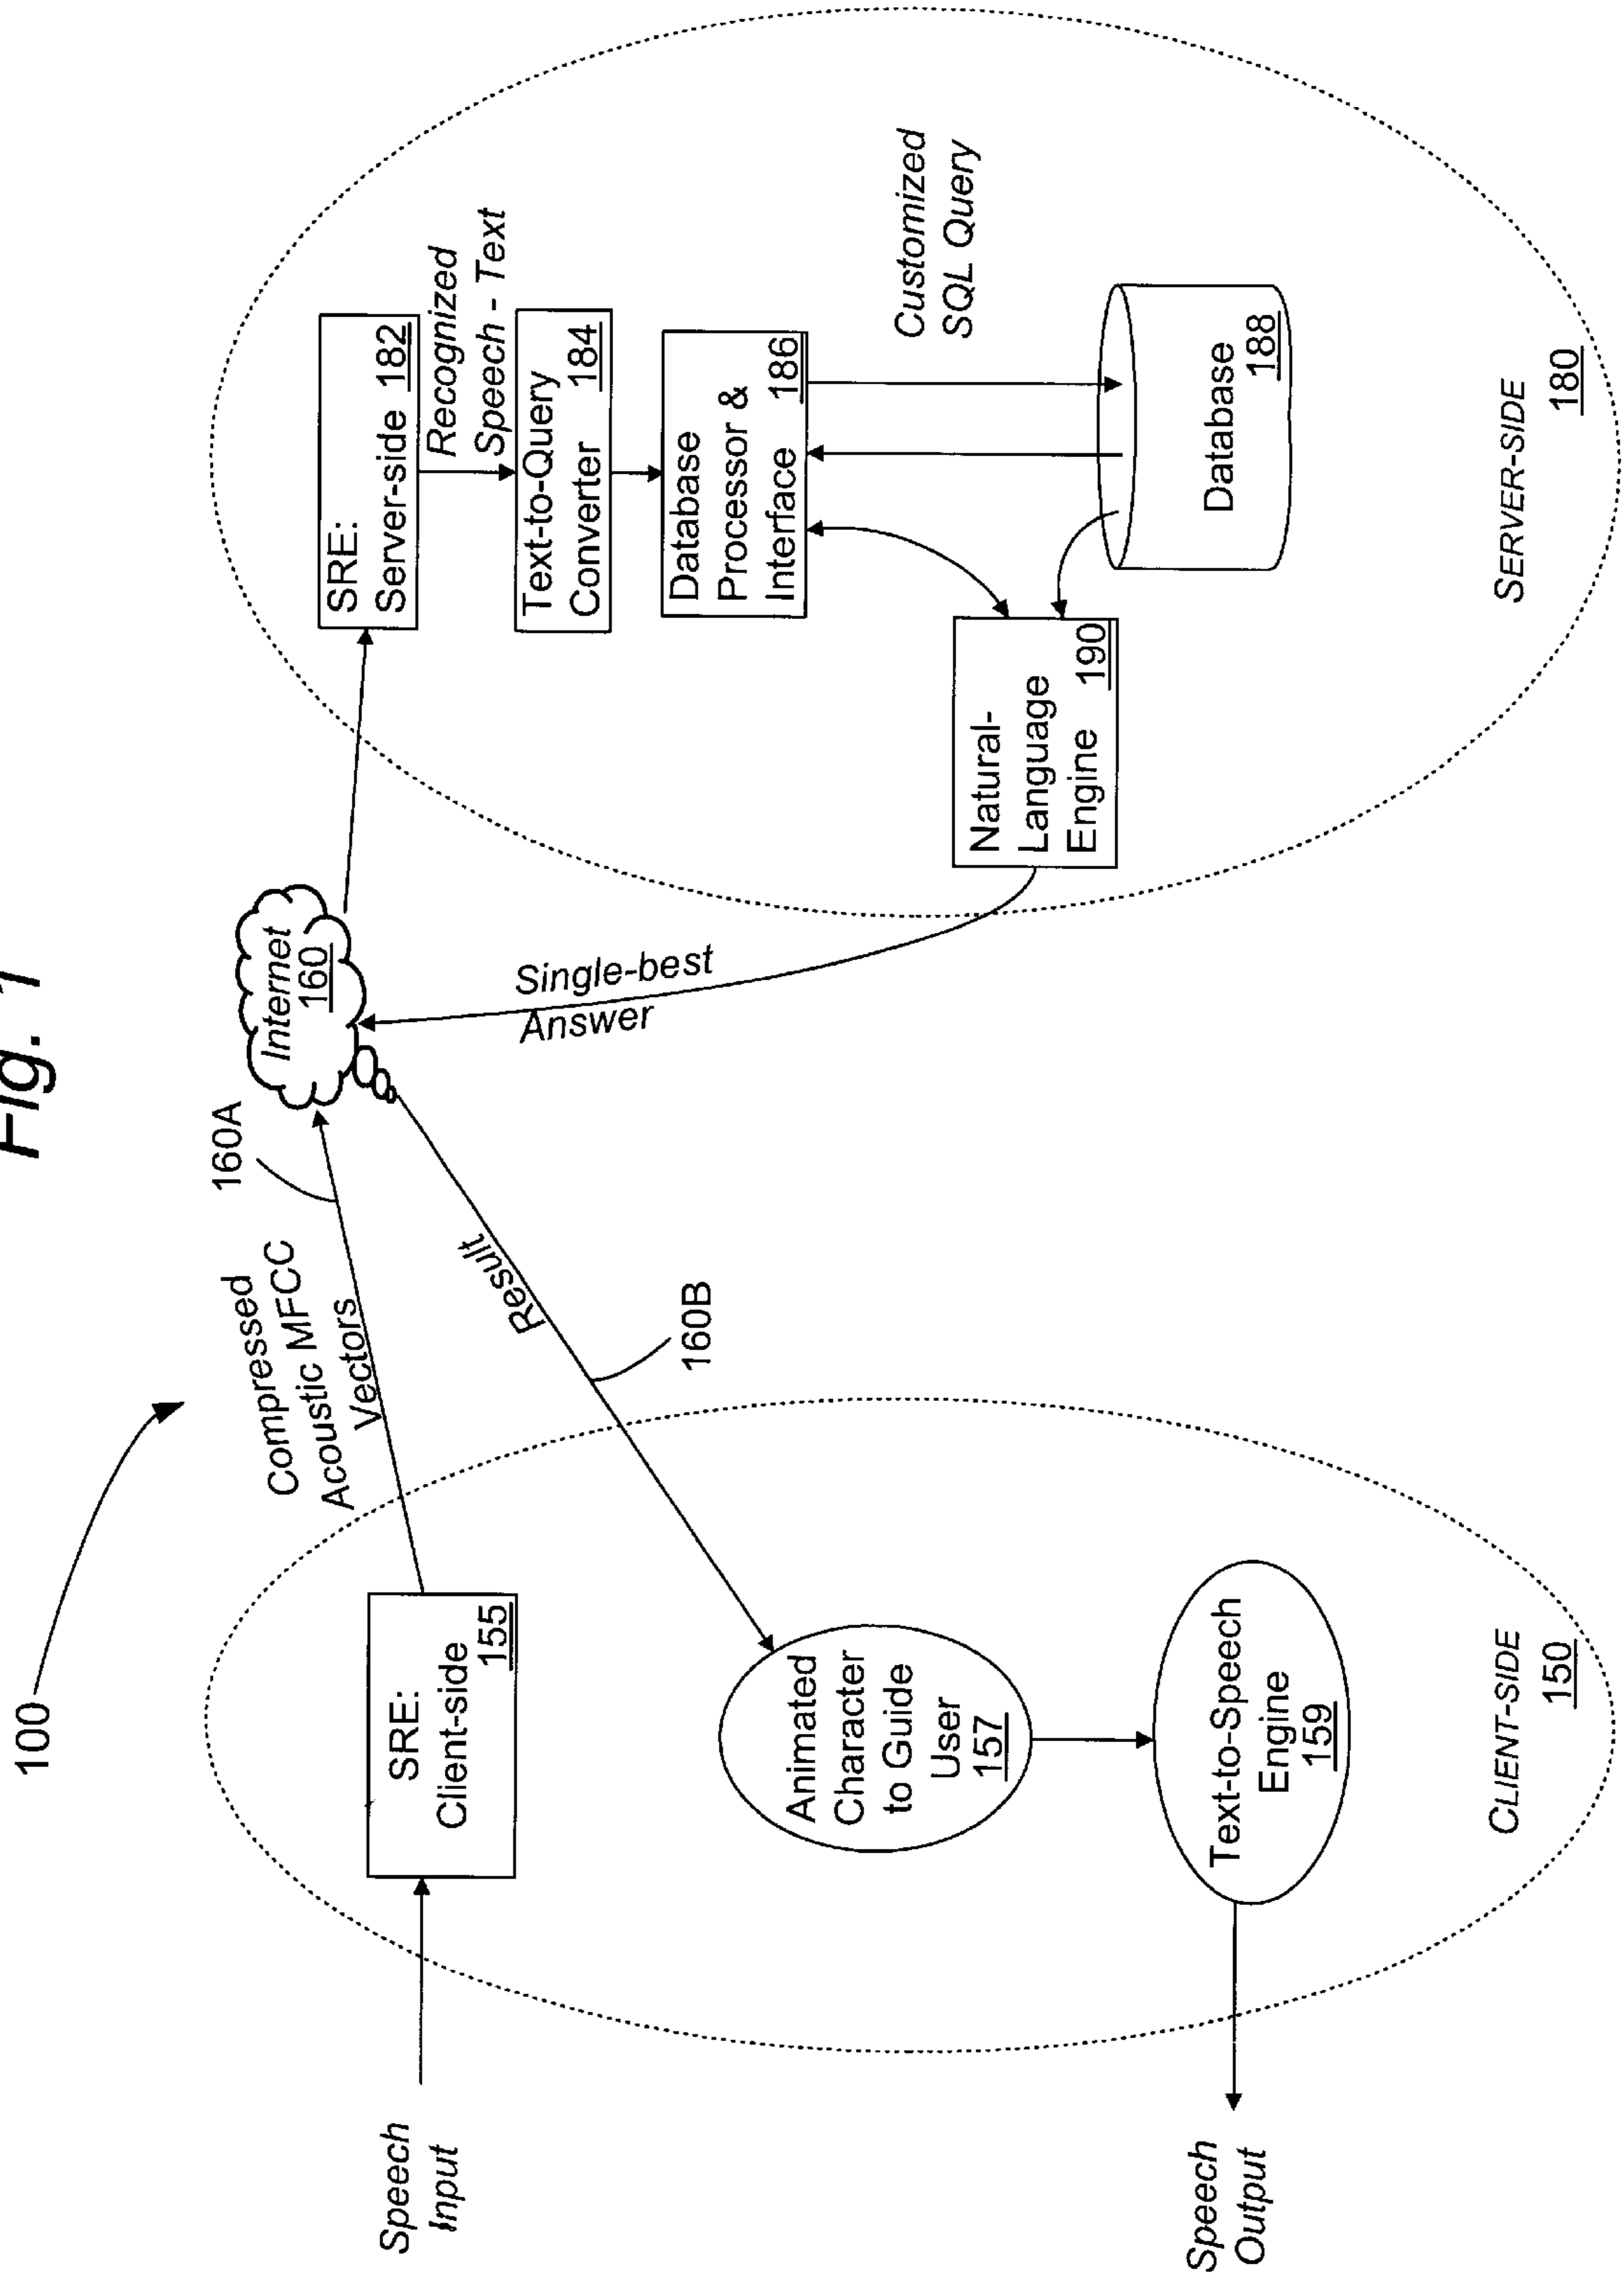 Fig. 1
100
Compressed
Acoustic MFCC
Vectors
160A
Internet
160
Result
160B
Single-best
Answer
Speech
Input
SRE:
Client-side
155
Animated
Character
to Guide
User
157
Text-to-Speech
Engine
159
Speech
Output
CLIENT-SIDE
150
SRE:
Server-side 182
Recognized
Speech - Text
Text-to-Query
Converter 184
Database
Processor &
Interface 186
Customized
SQL Query
Natural-
Language
Engine 190
Database
188
SERVER-SIDE
180